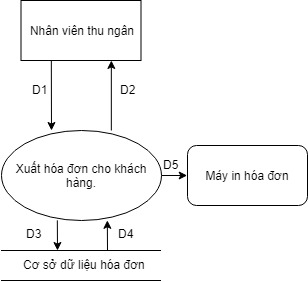 Nhân viên thu ngân
D1
D2
Xuất hóa đơn cho khách
hàng.
D5
Máy in hóa đơn
D3
D4
Cơ sở dữ liệu hóa đơn